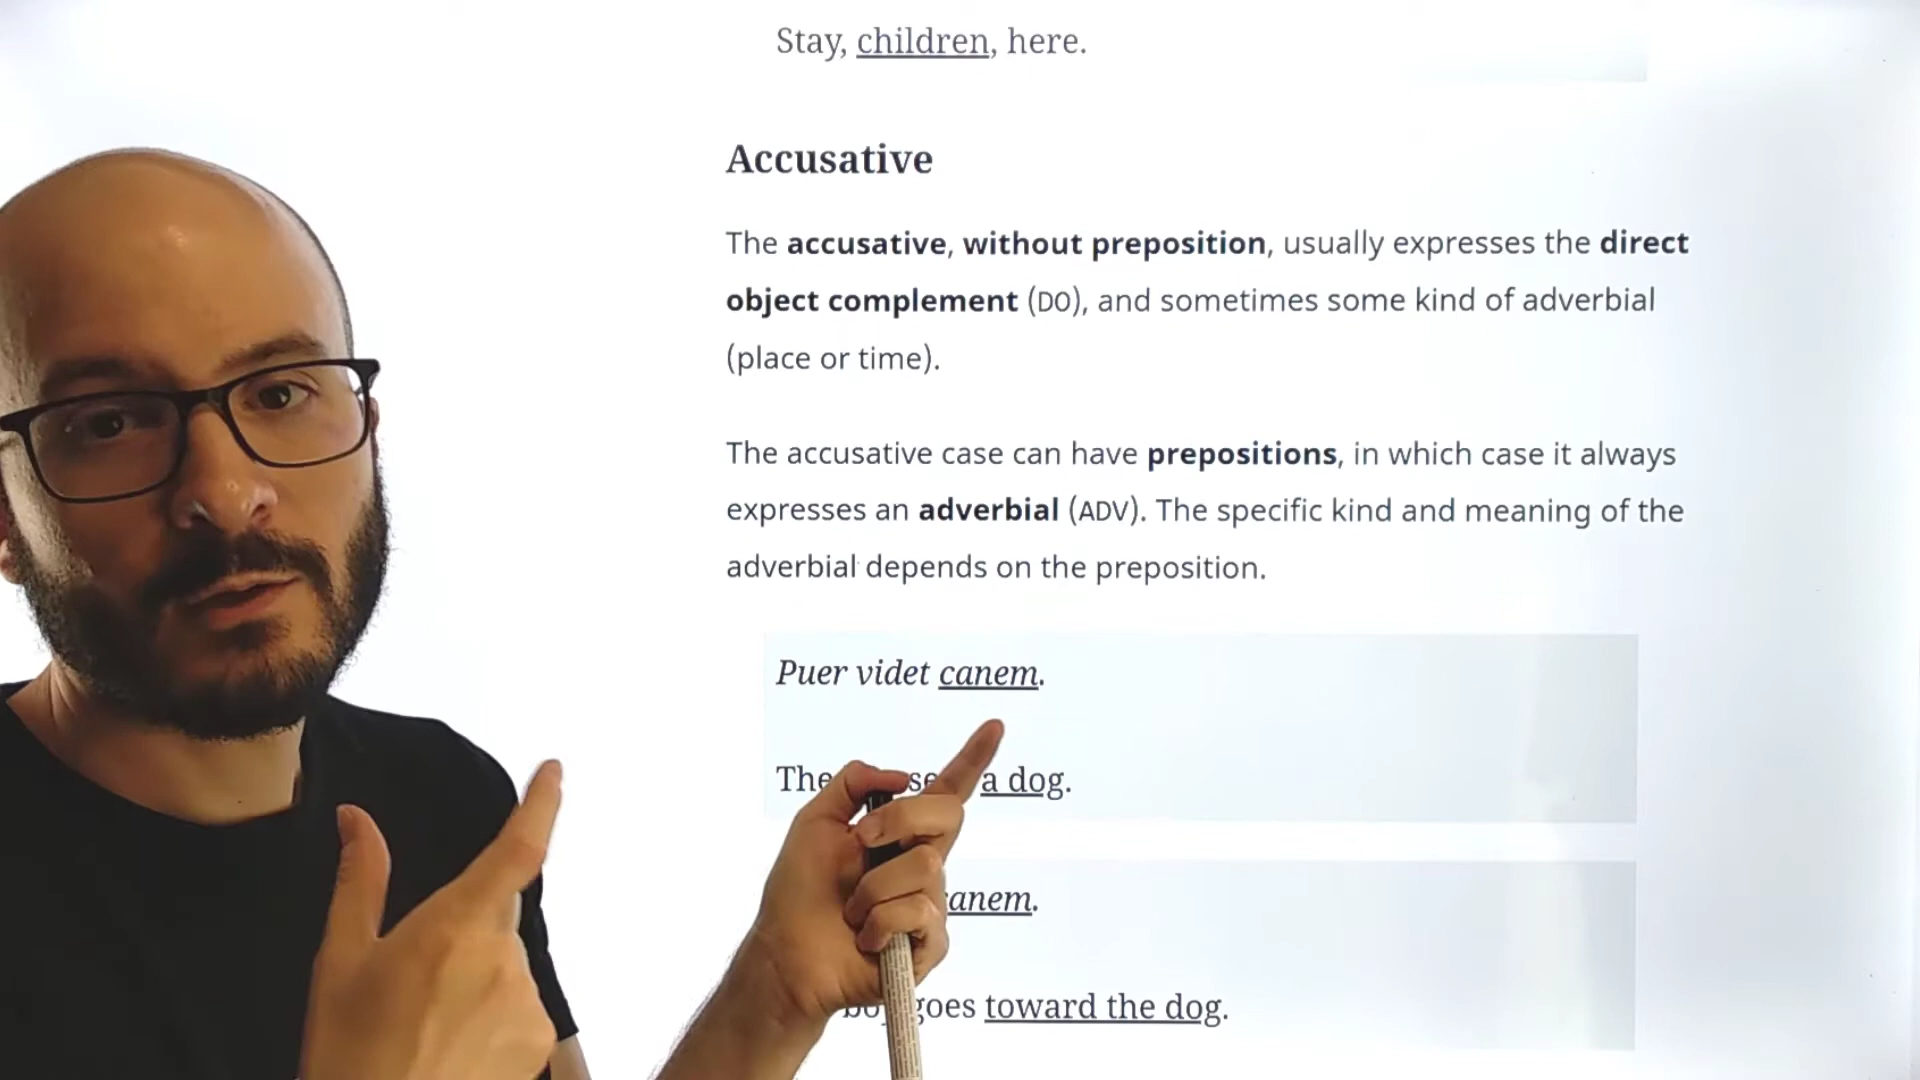 Stay, children, here.
Accusative
The accusative, without preposition, usually expresses the direct
object complement (DO), and sometimes some kind of adverbial
(place or time).
The accusative case can have prepositions, in which case it always
expresses an adverbial (ADV). The specific kind and meaning of the
adverbial depends on the preposition.
Puer videt canem.
The a dog.
goes toward the dog.